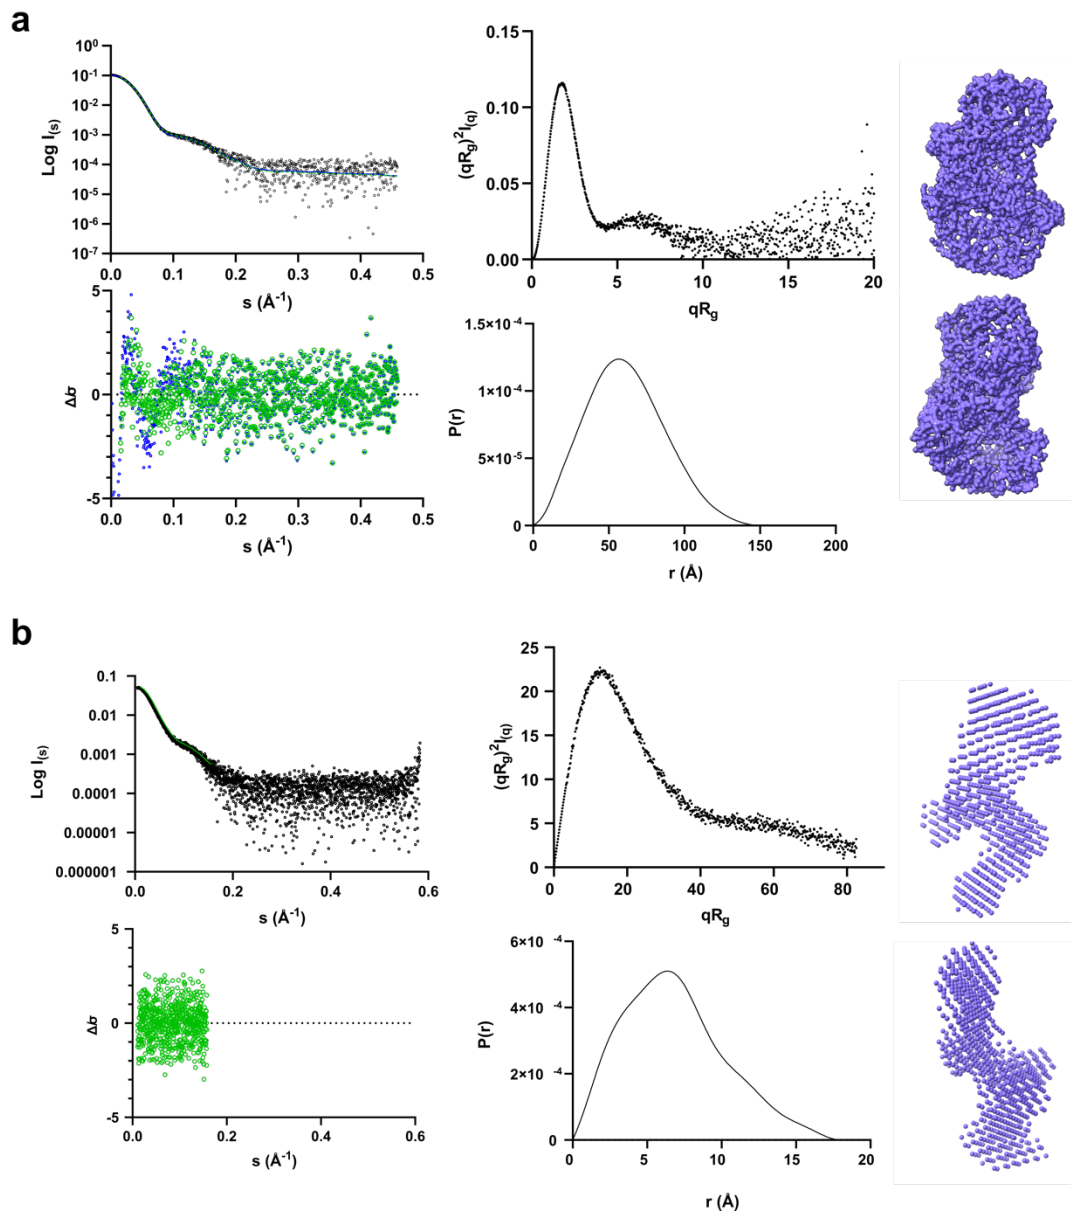 a
Log I(s)
10⁰
10⁻¹
10⁻²
10⁻³
10⁻⁴
10⁻⁵
10⁻⁶
10⁻⁷
0.0 0.1 0.2 0.3 0.4 0.5
s (Å⁻¹)
(qRg)²I(q)
0.15
0.10
0.05
0.00
0 5 10 15 20
qRg
Δ/σ
5
0
-5
0.0 0.1 0.2 0.3 0.4 0.5
s (Å⁻¹)
P(r)
1.5×10⁻⁴
1×10⁻⁴
5×10⁻⁵
0
0 50 100 150 200
r (Å)
b
Log I(s)
0.1
0.01
0.001
0.0001
0.00001
0.000001
0.0 0.2 0.4 0.6
s (Å⁻¹)
(qRg)²I(q)
25
20
15
10
5
0
0 20 40 60 80
qRg
Δ/σ
5
0
-5
0.0 0.2 0.4 0.6
s (Å⁻¹)
P(r)
6×10 ⁻⁴
4×10 ⁻⁴
2×10 ⁻⁴
0
0 5 10 15 20
r (Å)